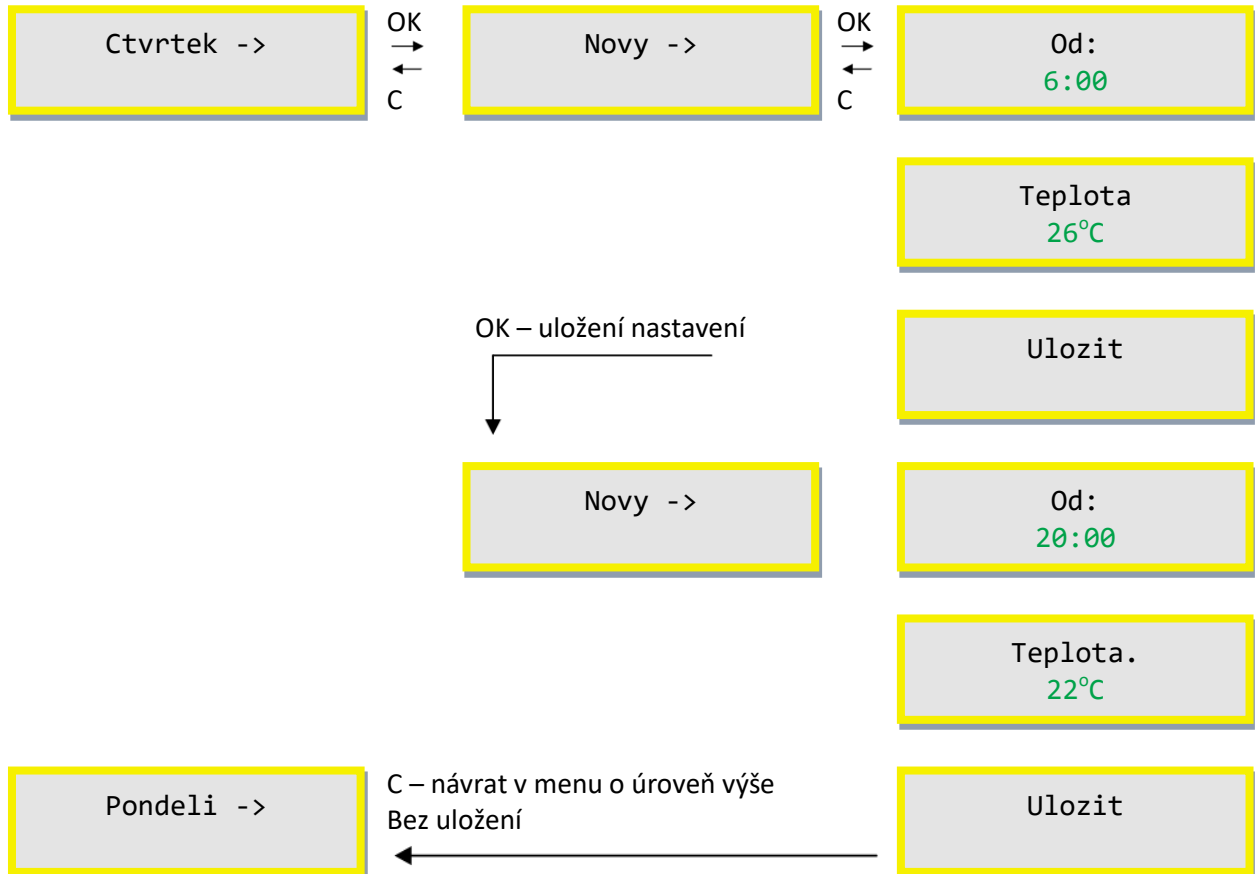 Ctvrtek ->
OK
C
Novy ->
OK
C
Od:
6:00
Teplota
26°C
OK – uložení nastavení
Ulozit
Novy ->
Od:
20:00
Teplota.
22°C
Pondeli ->
C – návrat v menu o úroveň výše
Bez uložení
Ulozit